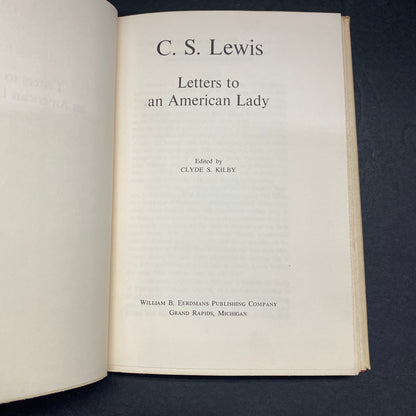 C. S. Lewis
Letters to
an American Lady
Edited by
CLYDE S. KILBY
WILLIAM B. EERDMANS PUBLISHING COMPANY
GRAND RAPIDS, MICHIGAN